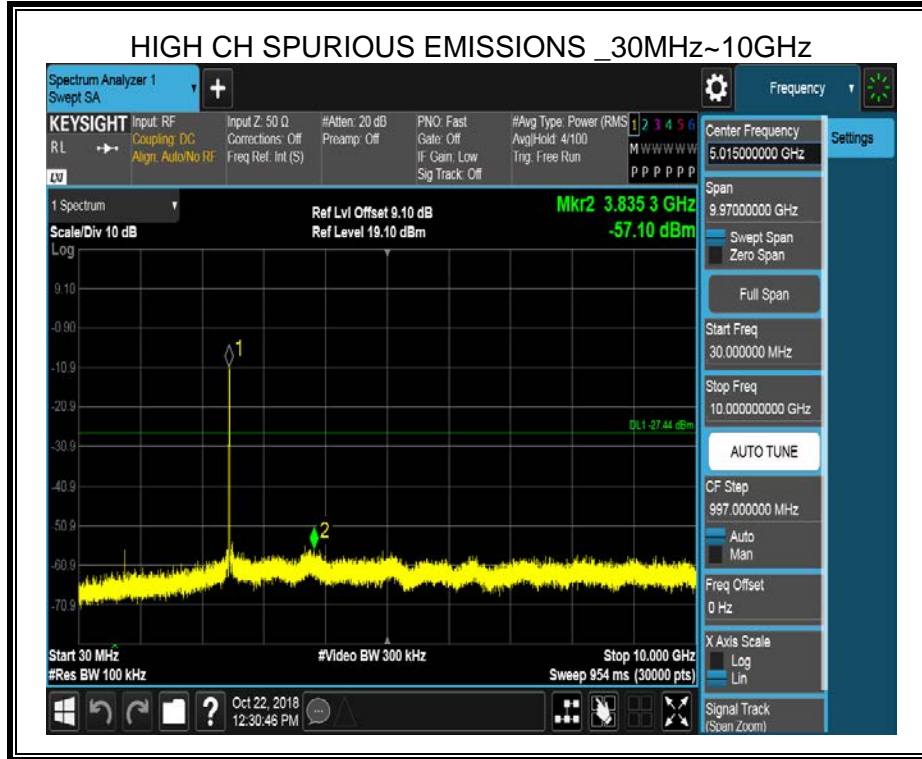 HIGH CH SPURIOUS EMISSIONS _30MHz~10GHz
Spectrum Analyzer 1
Swept SA
+
Frequency
KEYSIGHT
RL
LXI
Input: RF
Coupling: DC
Align: Auto/No RF
Input Z: 50 Ω
Corrections: Off
Freq Ref: Int (S)
#Atten: 20 dB
Preamp: Off
PNO: Fast
Gate: Off
IF Gain: Low
Sig Track: Off
#Avg Type: Power (RMS
Avg|Hold: 4/100
Trig: Free Run
1 2 3 4 5 6
M W W W W W
P P P P P P
Center Frequency
5.015000000 GHz
Settings
1 Spectrum
Scale/Div 10 dB
Log
Ref Lvl Offset 9.10 dB
Ref Level 19.10 dBm
Mkr2 3.835 3 GHz
-57.10 dBm
Span
9.97000000 GHz
Swept Span
Zero Span
Full Span
Start Freq
30.000000 MHz
Stop Freq
10.000000000 GHz
AUTO TUNE
CF Step
997.000000 MHz
Auto
Man
Freq Offset
0 Hz
X Axis Scale
Log
Lin
Signal Track
(Span Zoom)
9.10
-0.90
-10.9
-20.9
-30.9
-40.9
-50.9
-60.9
-70.9
1
2
DL1 -27.44 dBm
Start 30 MHz
#Res BW 100 kHz
#Video BW 300 kHz
Stop 10.000 GHz
Sweep 954 ms (30000 pts)
?
Oct 22, 2018
12:30:46 PM